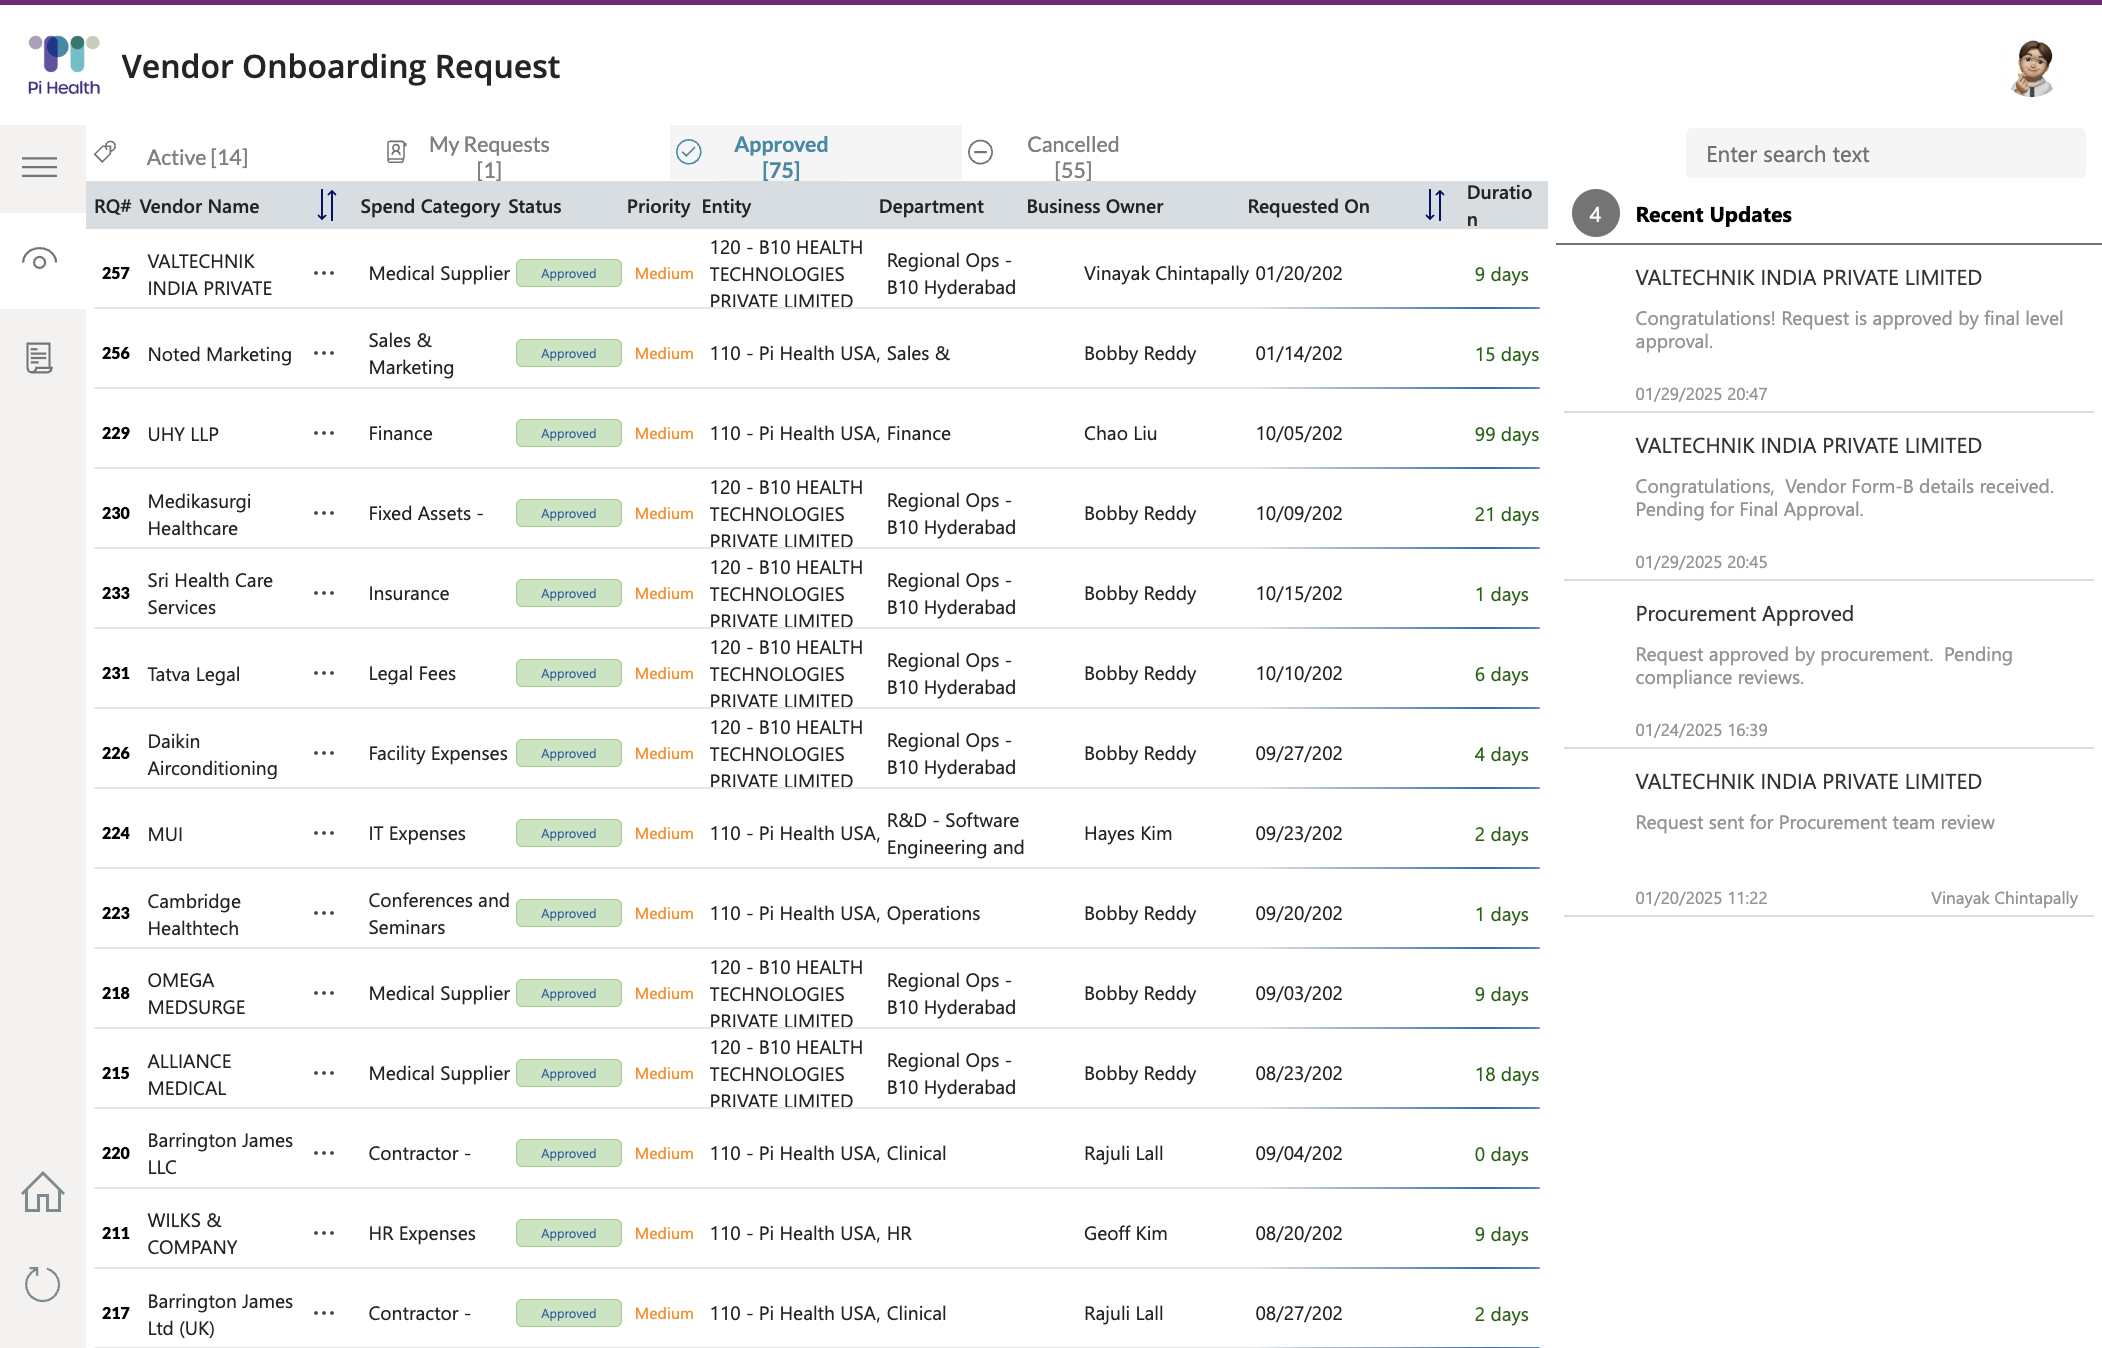 Pi Health
Vendor Onboarding Request
Active [14]
My Requests
[1]
Approved
[75]
Cancelled
[55]
Enter search text
RQ# Vendor Name Spend Category Status Priority Entity Department Business Owner Requested On Duratio
n
257 VALTECHNIK
INDIA PRIVATE
Medical Supplier Approved Medium
120 - B10 HEALTH
TECHNOLOGIES
PRIVATE LIMITED
Regional Ops -
B10 Hyderabad
Vinayak Chintapally 01/20/202 9 days
256 Noted Marketing
Sales &
Marketing
Approved Medium 110 - Pi Health USA, Sales & Bobby Reddy 01/14/202 15 days
229 UHY LLP Finance Approved Medium 110 - Pi Health USA, Finance Chao Liu 10/05/202 99 days
230 Medikasurgi
Healthcare
Fixed Assets - Approved Medium
120 - B10 HEALTH
TECHNOLOGIES
PRIVATE LIMITED
Regional Ops -
B10 Hyderabad
Bobby Reddy 10/09/202 21 days
233 Sri Health Care
Services
Insurance Approved Medium
120 - B10 HEALTH
TECHNOLOGIES
PRIVATE LIMITED
Regional Ops -
B10 Hyderabad
Bobby Reddy 10/15/202 1 days
231 Tatva Legal Legal Fees Approved Medium
120 - B10 HEALTH
TECHNOLOGIES
PRIVATE LIMITED
Regional Ops -
B10 Hyderabad
Bobby Reddy 10/10/202 6 days
226 Daikin
Airconditioning
Facility Expenses Approved Medium
120 - B10 HEALTH
TECHNOLOGIES
PRIVATE LIMITED
Regional Ops -
B10 Hyderabad
Bobby Reddy 09/27/202 4 days
224 MUI IT Expenses Approved Medium 110 - Pi Health USA,
R&D - Software
Engineering and
Hayes Kim 09/23/202 2 days
223 Cambridge
Healthtech
Conferences and
Seminars
Approved Medium 110 - Pi Health USA, Operations Bobby Reddy 09/20/202 1 days
218 OMEGA
MEDSURGE
Medical Supplier Approved Medium
120 - B10 HEALTH
TECHNOLOGIES
PRIVATE LIMITED
Regional Ops -
B10 Hyderabad
Bobby Reddy 09/03/202 9 days
215 ALLIANCE
MEDICAL
Medical Supplier Approved Medium
120 - B10 HEALTH
TECHNOLOGIES
PRIVATE LIMITED
Regional Ops -
B10 Hyderabad
Bobby Reddy 08/23/202 18 days
220 Barrington James
LLC
Contractor - Approved Medium 110 - Pi Health USA, Clinical Rajuli Lall 09/04/202 0 days
211 WILKS &
COMPANY
HR Expenses Approved Medium 110 - Pi Health USA, HR Geoff Kim 08/20/202 9 days
217 Barrington James
Ltd (UK)
Contractor - Approved Medium 110 - Pi Health USA, Clinical Rajuli Lall 08/27/202 2 days
4 Recent Updates
VALTECHNIK INDIA PRIVATE LIMITED
Congratulations! Request is approved by final level
approval.
01/29/2025 20:47
VALTECHNIK INDIA PRIVATE LIMITED
Congratulations, Vendor Form-B details received.
Pending for Final Approval.
01/29/2025 20:45
Procurement Approved
Request approved by procurement. Pending
compliance reviews.
01/24/2025 16:39
VALTECHNIK INDIA PRIVATE LIMITED
Request sent for Procurement team review
01/20/2025 11:22 Vinayak Chintapally